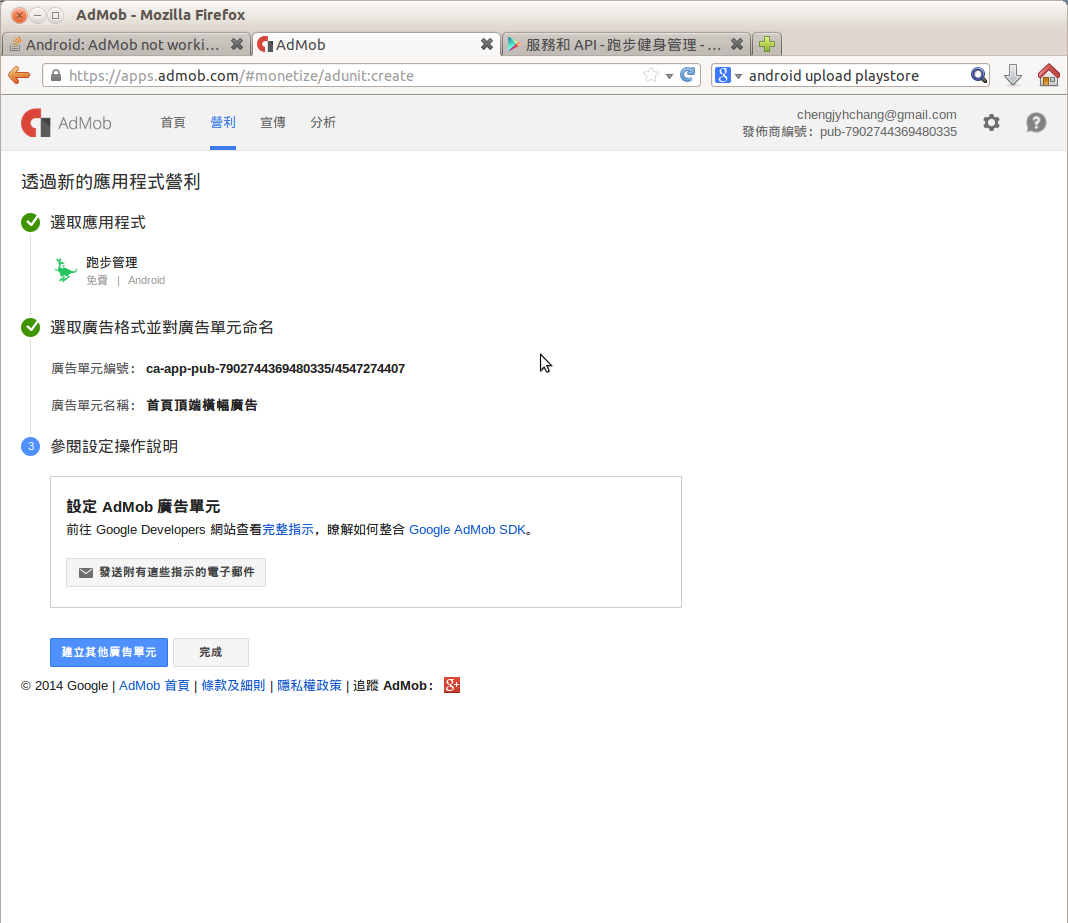 AdMob - Mozilla Firefox
Android: AdMob not worki...
AdMob
服務和 API - 跑步健身管理 - ...
https://apps.admob.com/#monetize/adunit:create
android upload playstore
AdMob
首頁
營利
宣傳
分析
chengjyhchang@gmail.com
發佈商編號：pub-7902744369480335
透過新的應用程式營利
選取應用程式
跑步管理
免費 | Android
選取廣告格式並對廣告單元命名
廣告單元編號： ca-app-pub-7902744369480335/4547274407
廣告單元名稱： 首頁頂端橫幅廣告
3 參閱設定操作說明
設定 AdMob 廣告單元
前往 Google Developers 網站查看完整指示，瞭解如何整合 Google AdMob SDK。
發送附有這些指示的電子郵件
建立其他廣告單元
完成
© 2014 Google | AdMob 首頁 | 條款及細則 | 隱私權政策 | 追蹤 AdMob：